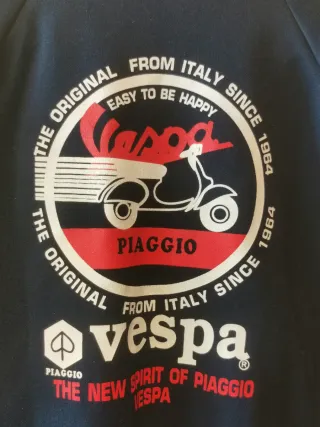 THE ORIGINAL FROM ITALY SINCE 1964
EASY TO BE HAPPY
Vespa
PIAGGIO
THE ORIGINAL FROM ITALY SINCE 1964
vespa®
PIAGGIO
THE NEW SPIRIT OF PIAGGIO
VESPA